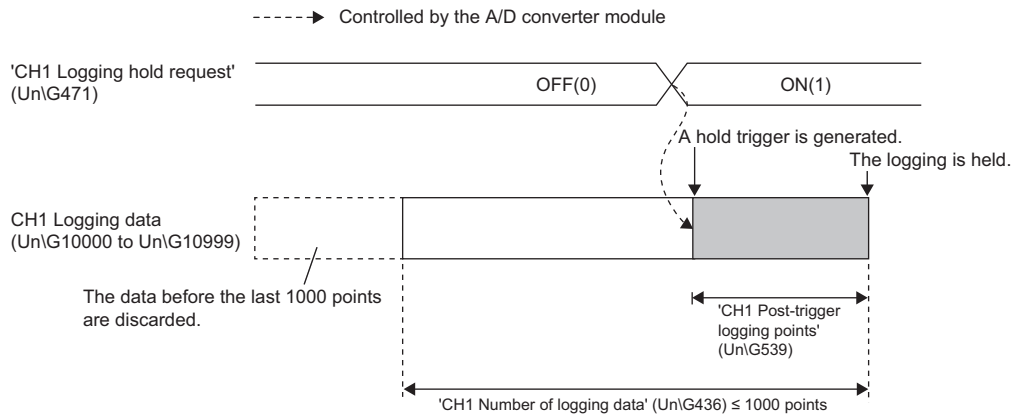 Controlled by the A/D converter module
'CH1 Logging hold request'
(Un\G471)
OFF(0)
ON(1)
A hold trigger is generated.
The logging is held.
CH1 Logging data
(Un\G10000 to Un\G10999)
The data before the last 1000 points
are discarded.
'CH1 Post-trigger
logging points'
(Un\G539)
'CH1 Number of logging data' (Un\G436) ≤ 1000 points